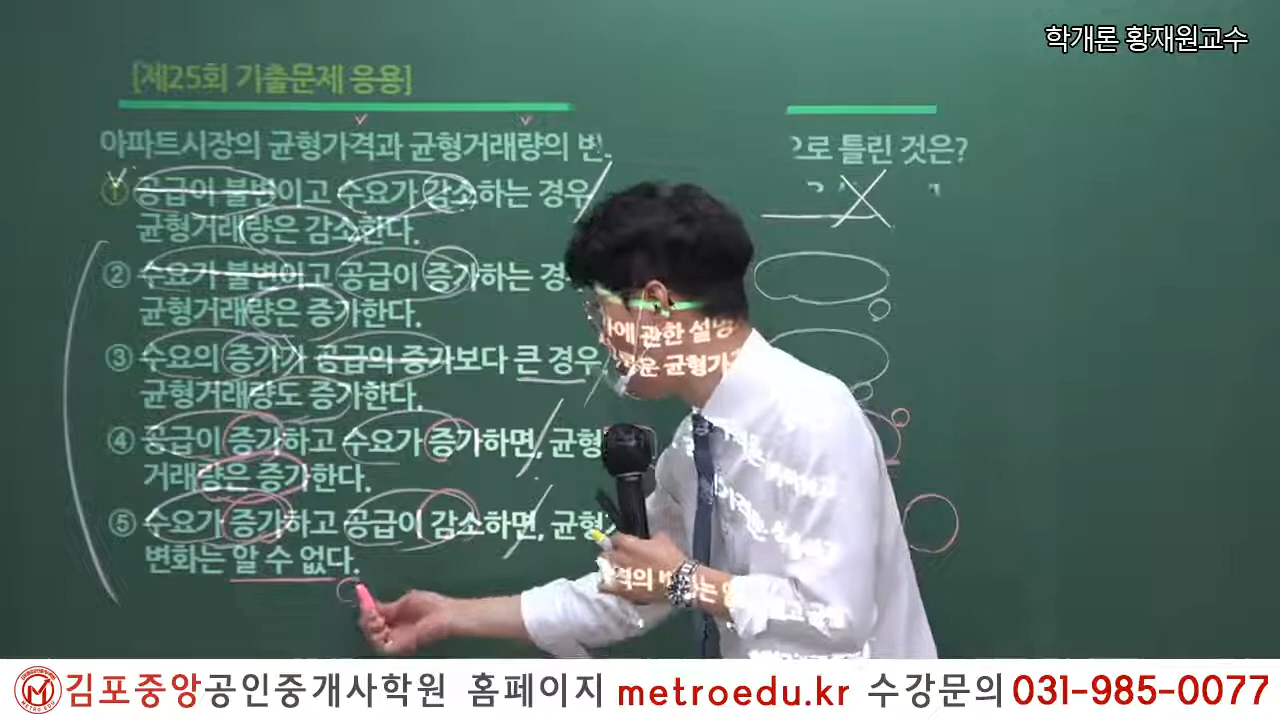 학개론 황재원교수
[제25회 기출문제 응용]
아파트시장의 균형가격과 균형거래량의 변 에 관한 설명으로 틀린 것은?
① 공급이 불변이고 수요가 감소하는 경우, 균형가
균형거래량은 감소한다.
② 수요가 불변이고 공급이 증가하는 경
균형거래량은 증가한다.
③ 수요의 증가가 공급의 증가보다 큰 경우,
균형거래량도 증가한다.
④ 공급이 증가하고 수요가 증가하면, 균형
거래량은 증가한다.
⑤ 수요가 증가하고 공급이 감소하면, 균형
변화는 알 수 없다.
METRO EDU
김포중앙공인중개사학원 홈페이지 metroedu.kr 수강문의 031-985-0077